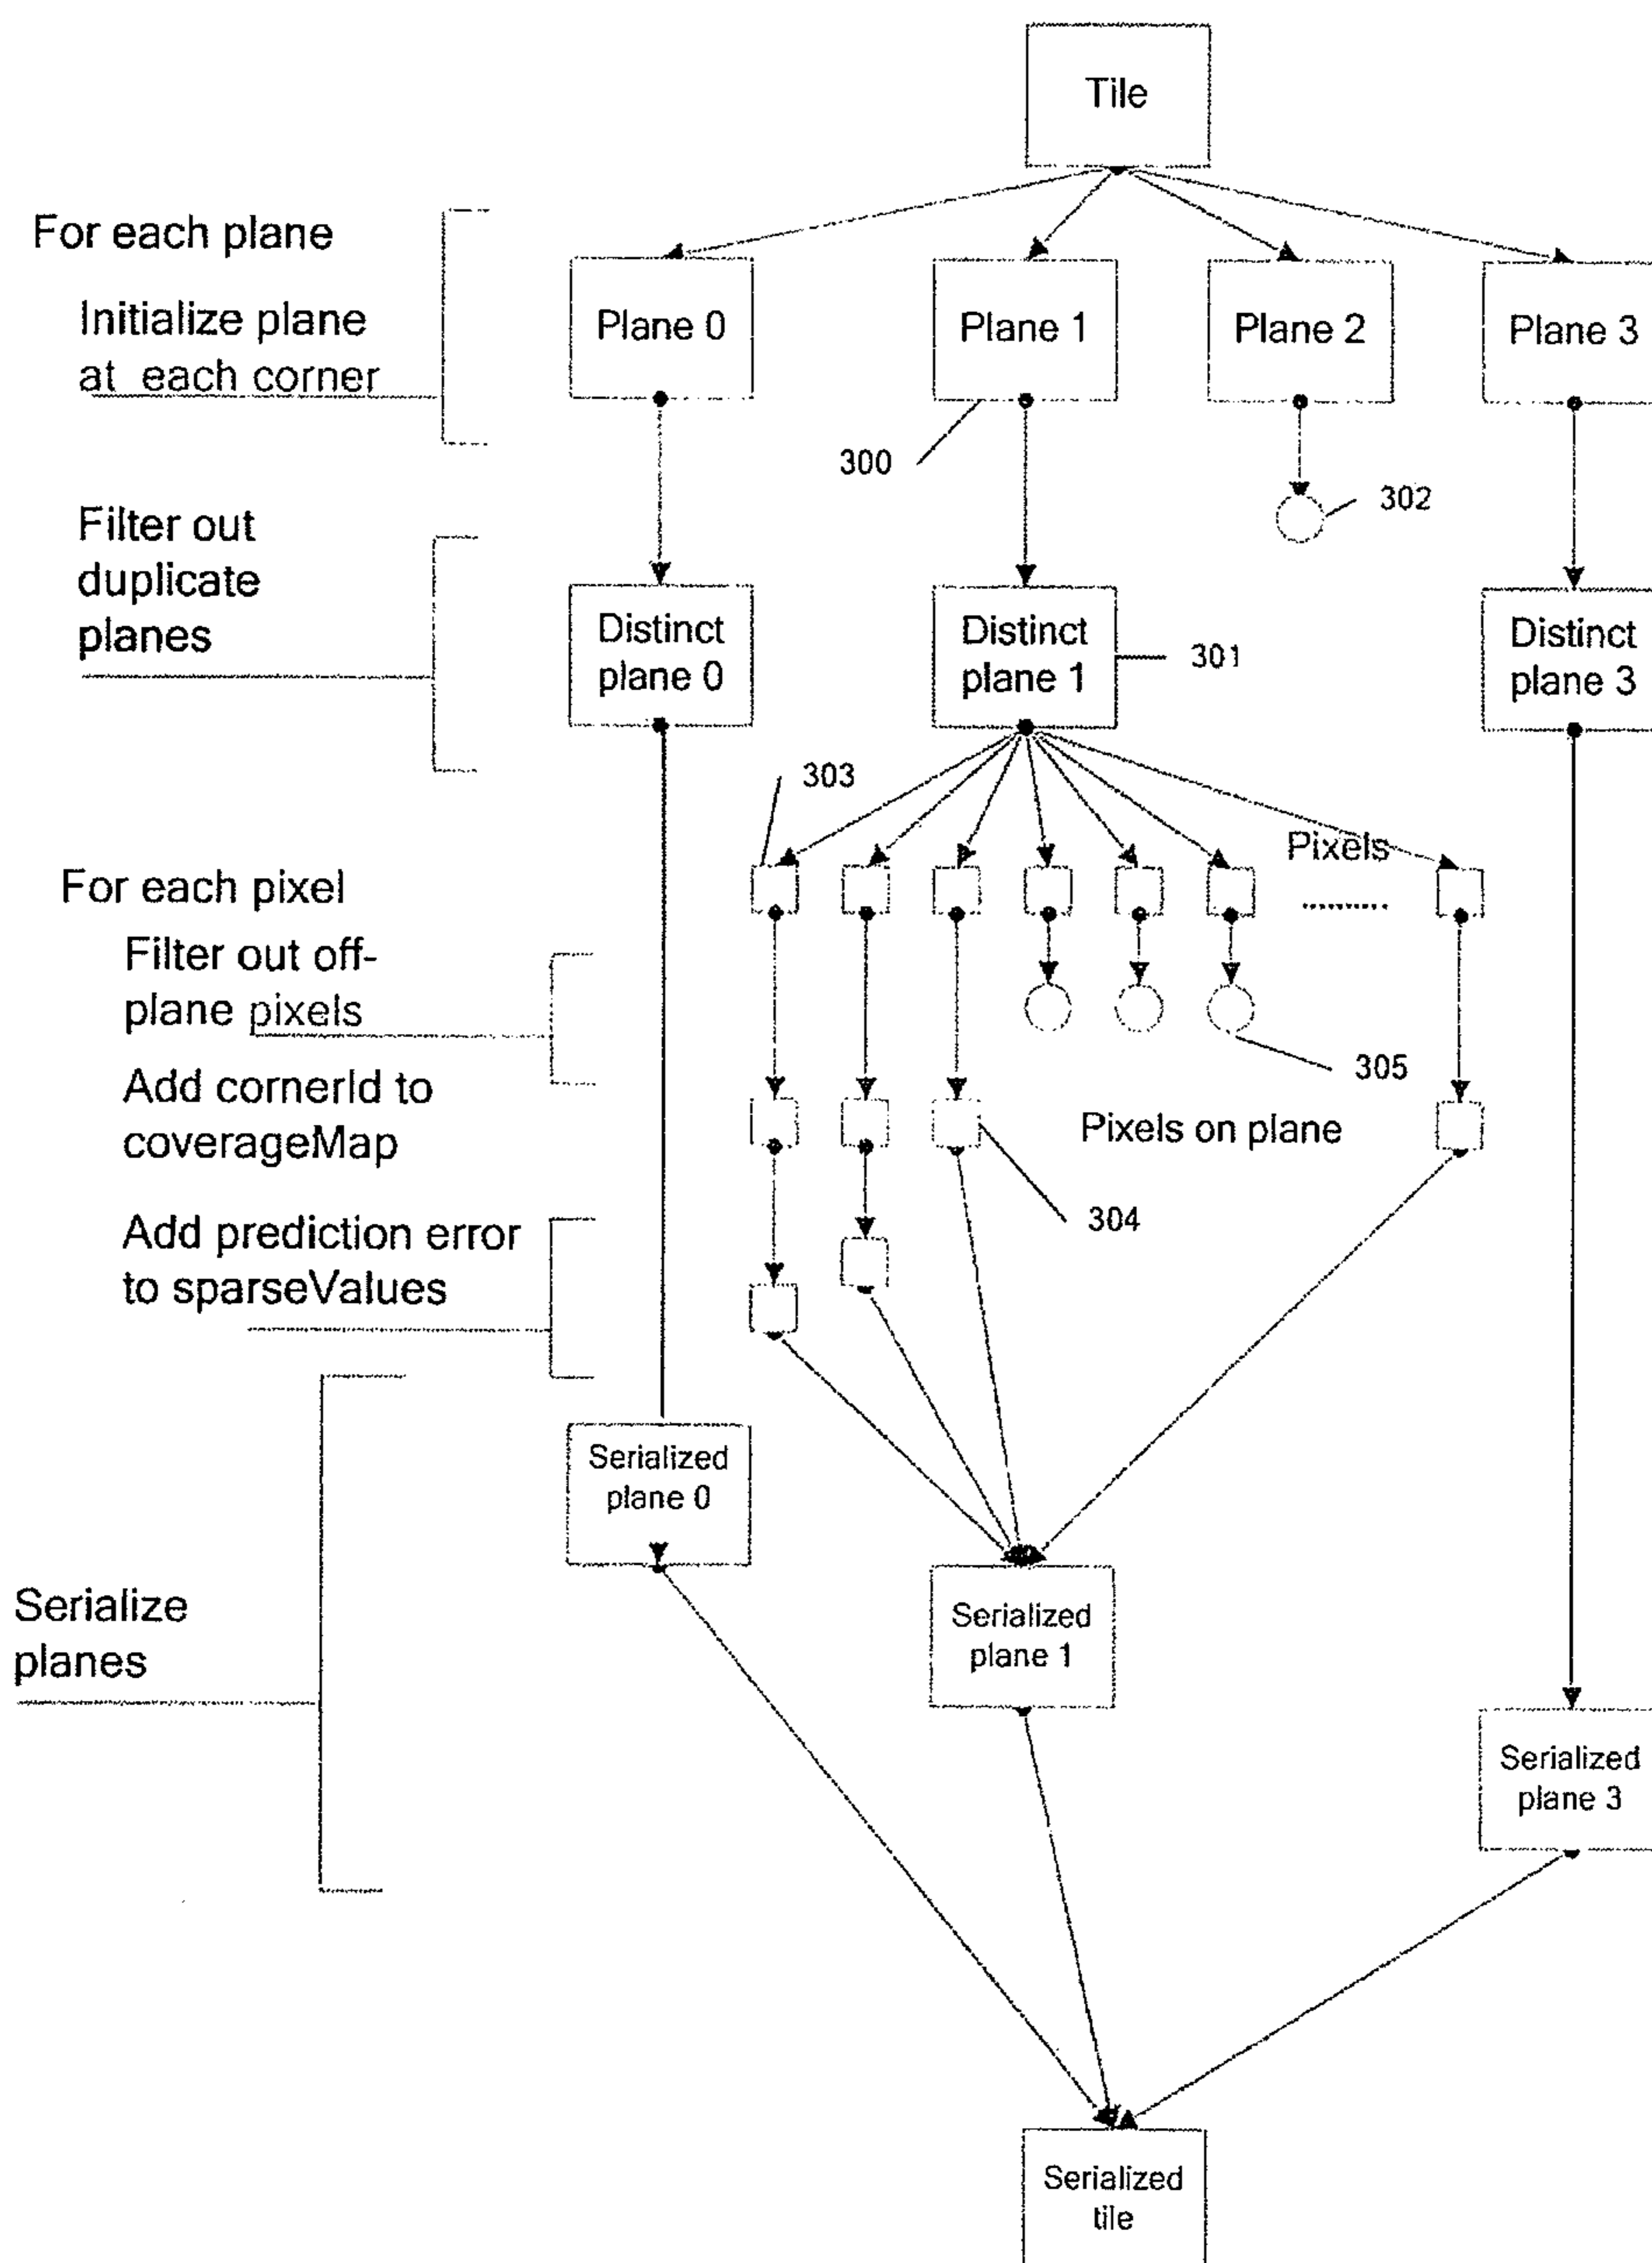 Tile
For each plane
Initialize plane
at each corner
Plane 0
Plane 1
Plane 2
Plane 3
300
302
Filter out
duplicate
planes
Distinct
plane 0
Distinct
plane 1
301
Distinct
plane 3
303
Pixels
For each pixel
Filter out off-
plane pixels
305
Add cornerId to
coverageMap
Pixels on plane
304
Add prediction error
to sparseValues
Serialized
plane 0
Serialize
planes
Serialized
plane 1
Serialized
plane 3
Serialized
tile